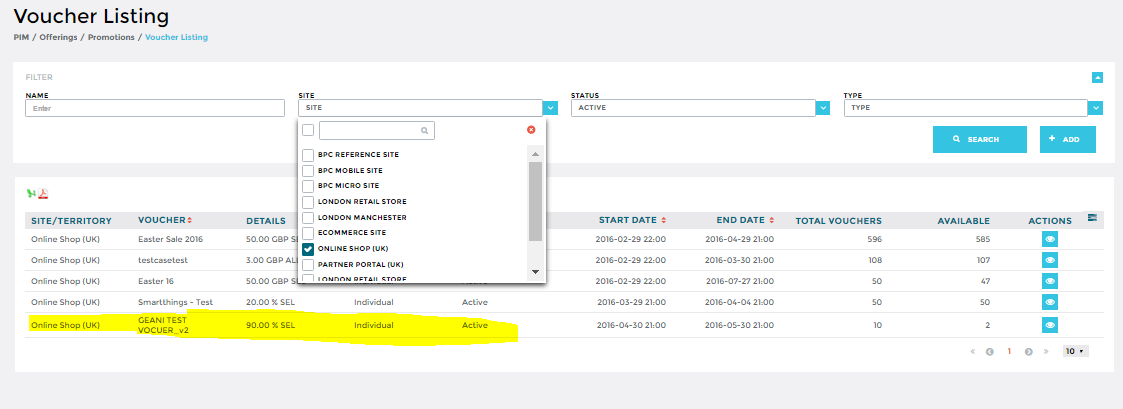 Voucher Listing
PIM / Offerings / Promotions / Voucher Listing
FILTER
NAME SITE STATUS TYPE
Enter SITE ACTIVE TYPE
SEARCH + ADD
BPC REFERENCE SITE
BPC MOBILE SITE
BPC MICRO SITE
LONDON RETAIL STORE
LONDON MANCHESTER
ECOMMERCE SITE
ONLINE SHOP (UK)
PARTNER PORTAL (UK)
LONDON RETAIL STORE
SITE/TERRITORY VOUCHER DETAILS START DATE END DATE TOTAL VOUCHERS AVAILABLE ACTIONS
Online Shop (UK) Easter Sale 2016 50.00 GBP 2016-02-29 22:00 2016-04-29 21:00 596 585
Online Shop (UK) testcasetest 3.00 GBP ALL 2016-02-29 22:00 2016-03-30 21:00 108 107
Online Shop (UK) Easter 16 50.00 GBP 2016-02-29 22:00 2016-07-27 21:00 50 47
Online Shop (UK) Smartthings - Test 20.00 % SEL Individual Active 2016-03-29 21:00 2016-04-04 21:00 50 50
Online Shop (UK) GEANI TEST VOCUER_v2 90.00 % SEL Individual Active 2016-04-30 21:00 2016-05-30 21:00 10 2
« 1 » 10